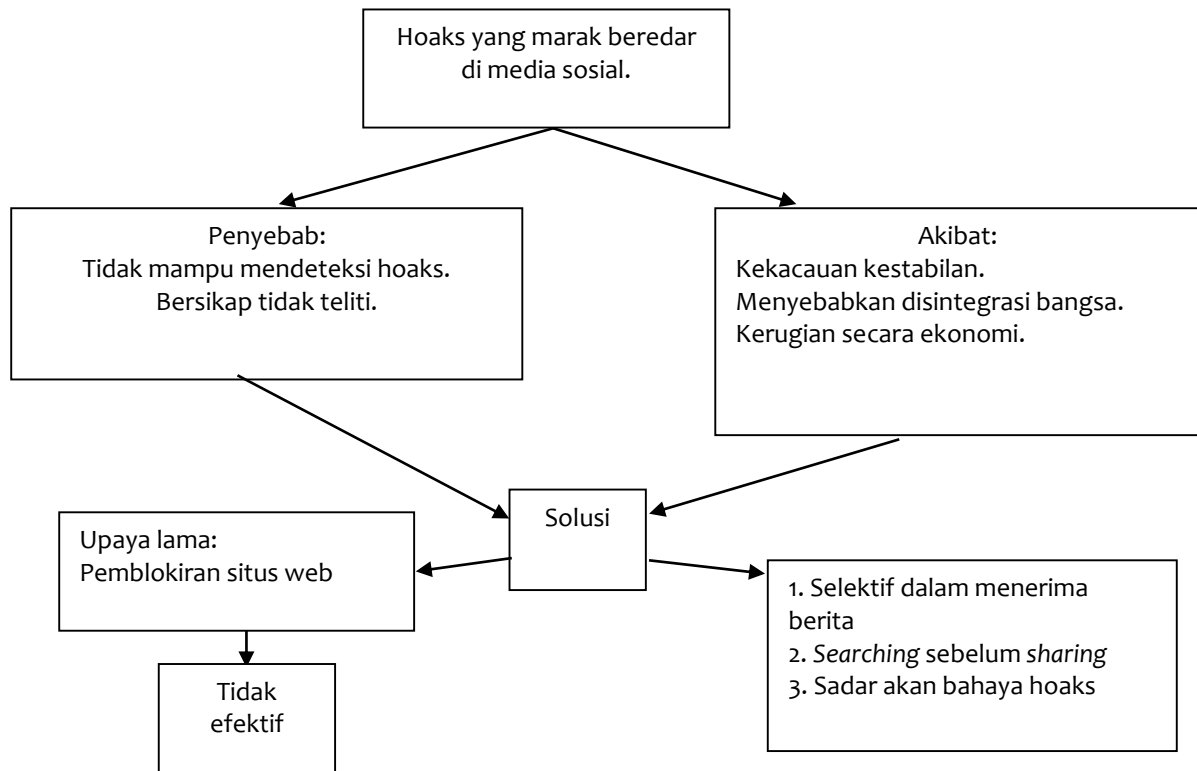 Hoaks yang marak beredar
di media sosial.
Penyebab:
Tidak mampu mendeteksi hoaks.
Bersikap tidak teliti.
Akibat:
Kekacauan kestabilan.
Menyebabkan disintegrasi bangsa.
Kerugian secara ekonomi.
Solusi
Upaya lama:
Pemblokiran situs web
Tidak
efektif
1. Selektif dalam menerima
berita
2. Searching sebelum sharing
3. Sadar akan bahaya hoaks